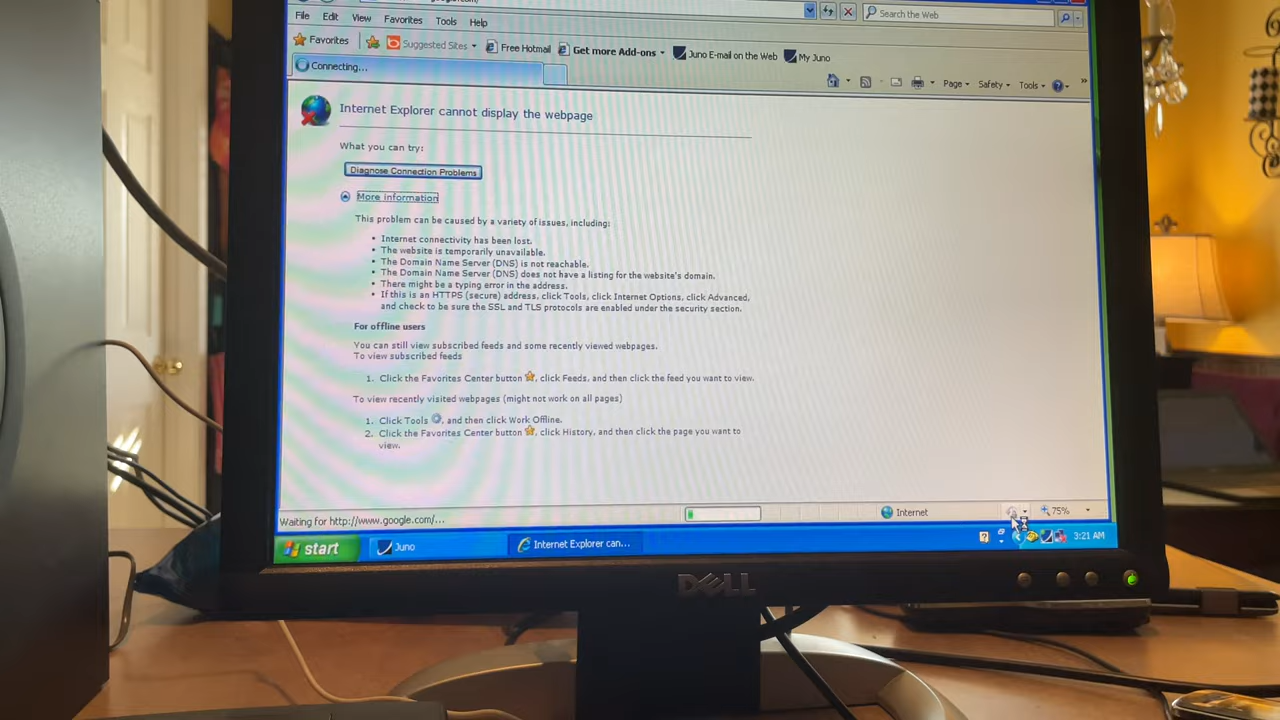 File Edit View Favorites Tools Help
Search the Web
Favorites Suggested Sites Free Hotmail Get more Add-ons Juno E-mail on the Web My Juno
Connecting...
Page Safety Tools
Internet Explorer cannot display the webpage
What you can try:
Diagnose Connection Problems
More information
This problem can be caused by a variety of issues, including:
• Internet connectivity has been lost.
• The website is temporarily unavailable.
• The Domain Name Server (DNS) is not reachable.
• The Domain Name Server (DNS) does not have a listing for the website's domain.
• There might be a typing error in the address.
• If this is an HTTPS (secure) address, click Tools, click Internet Options, click Advanced,
and check to be sure the SSL and TLS protocols are enabled under the security section.
For offline users
You can still view subscribed feeds and some recently viewed webpages.
To view subscribed feeds
1. Click the Favorites Center button , click Feeds, and then click the feed you want to view.
To view recently visited webpages (might not work on all pages)
1. Click Tools , and then click Work Offline.
2. Click the Favorites Center button , click History, and then click the page you want to
view.
Waiting for http://www.google.com/...
Internet
75%
start Juno Internet Explorer can...
3:21 AM
DELL